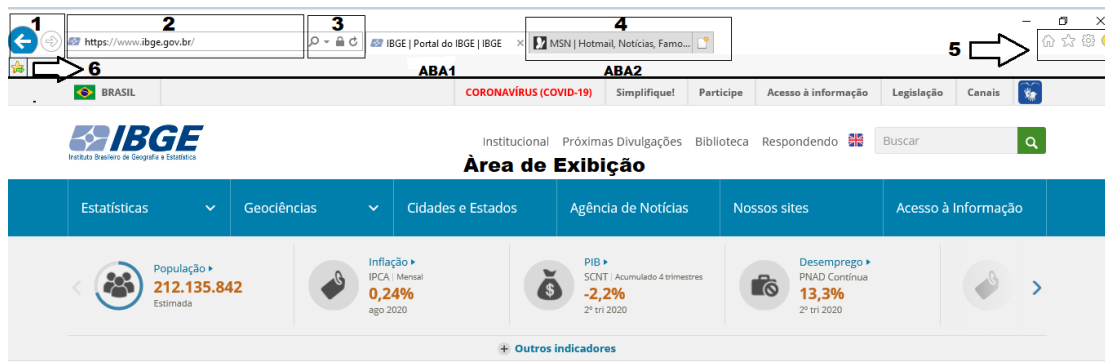 1 2 3 4
https://www.ibge.gov.br/
IBGE | Portal do IBGE | IBGE
MSN | Hotmail, Notícias, Famo...
5
6
ABA1 ABA2
BRASIL CORONAVÍRUS (COVID-19) Simplifique! Participe Acesso à informação Legislação Canais
IBGE
Instituto Brasileiro de Geografia e Estatística
Institucional Próximas Divulgações Biblioteca Respondendo Buscar
Àrea de Exibição
Estatísticas Geociências Cidades e Estados Agência de Notícias Nossos sites Acesso à Informação
População
212.135.842
Estimada
Inflação
IPCA | Mensal
0,24%
ago 2020
PIB
SCNT | Acumulado 4 trimestres
-2,2%
2º tri 2020
Desemprego
PNAD Contínua
13,3%
2º tri 2020
Outros indicadores